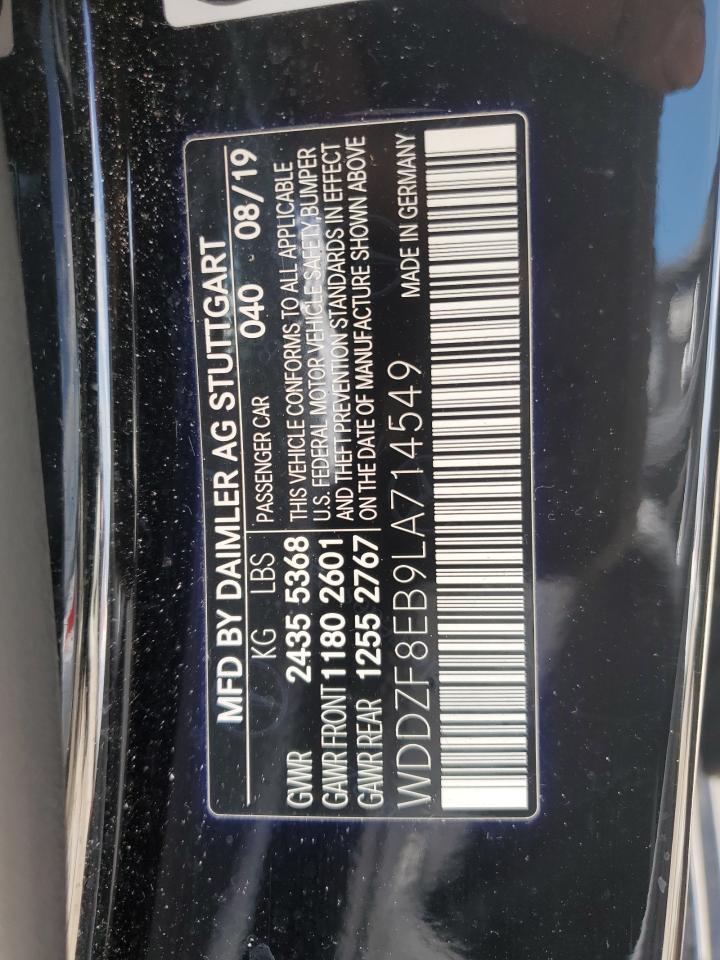 MFD BY DAIMLER AG STUTTGART
KG LBS PASSENGER CAR 040 08/19
GWWR 2435 5368 THIS VEHICLE CONFORMS TO ALL APPLICABLE
U.S. FEDERAL MOTOR VEHICLE SAFETY,BUMPER
GAWR FRONT 1180 2601 AND THEFT PREVENTION STANDARDS IN EFFECT
GAWR REAR 1255 2767 ON THE DATE OF MANUFACTURE SHOWN ABOVE
WDDZF8EB9LA714549 MADE IN GERMANY